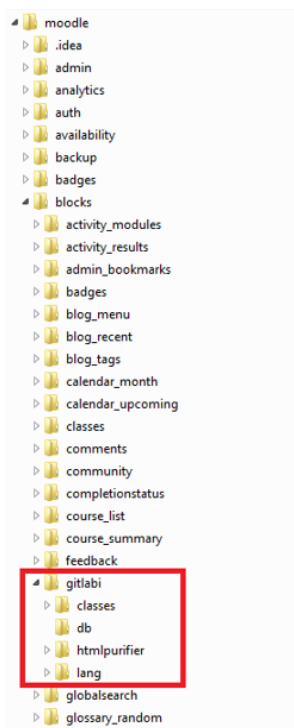 moodle
.idea
admin
analytics
auth
availability
backup
badges
blocks
activity_modules
activity_results
admin_bookmarks
badges
blog_menu
blog_recent
blog_tags
calendar_month
calendar_upcoming
classes
comments
community
completionstatus
course_list
course_summary
feedback
gitlabi
classes
db
htmlpurifier
lang
globalsearch
glossary_random